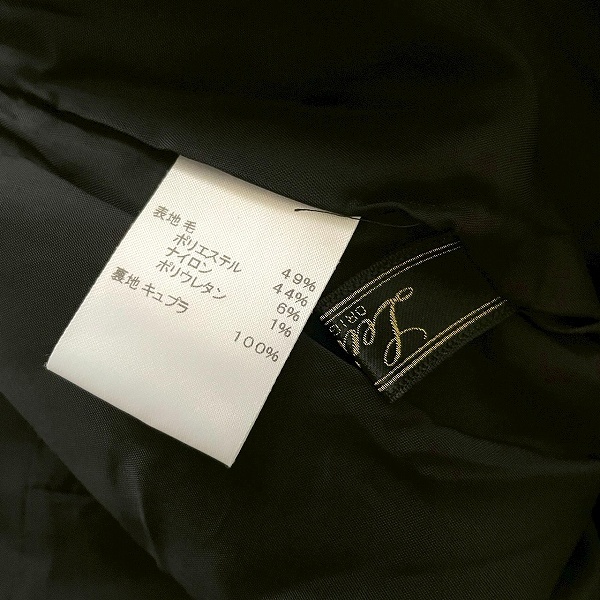 表地 毛 49%
ポリエステル 44%
ナイロン 6%
ポリウレタン 1%
裏地 キュプラ 100%